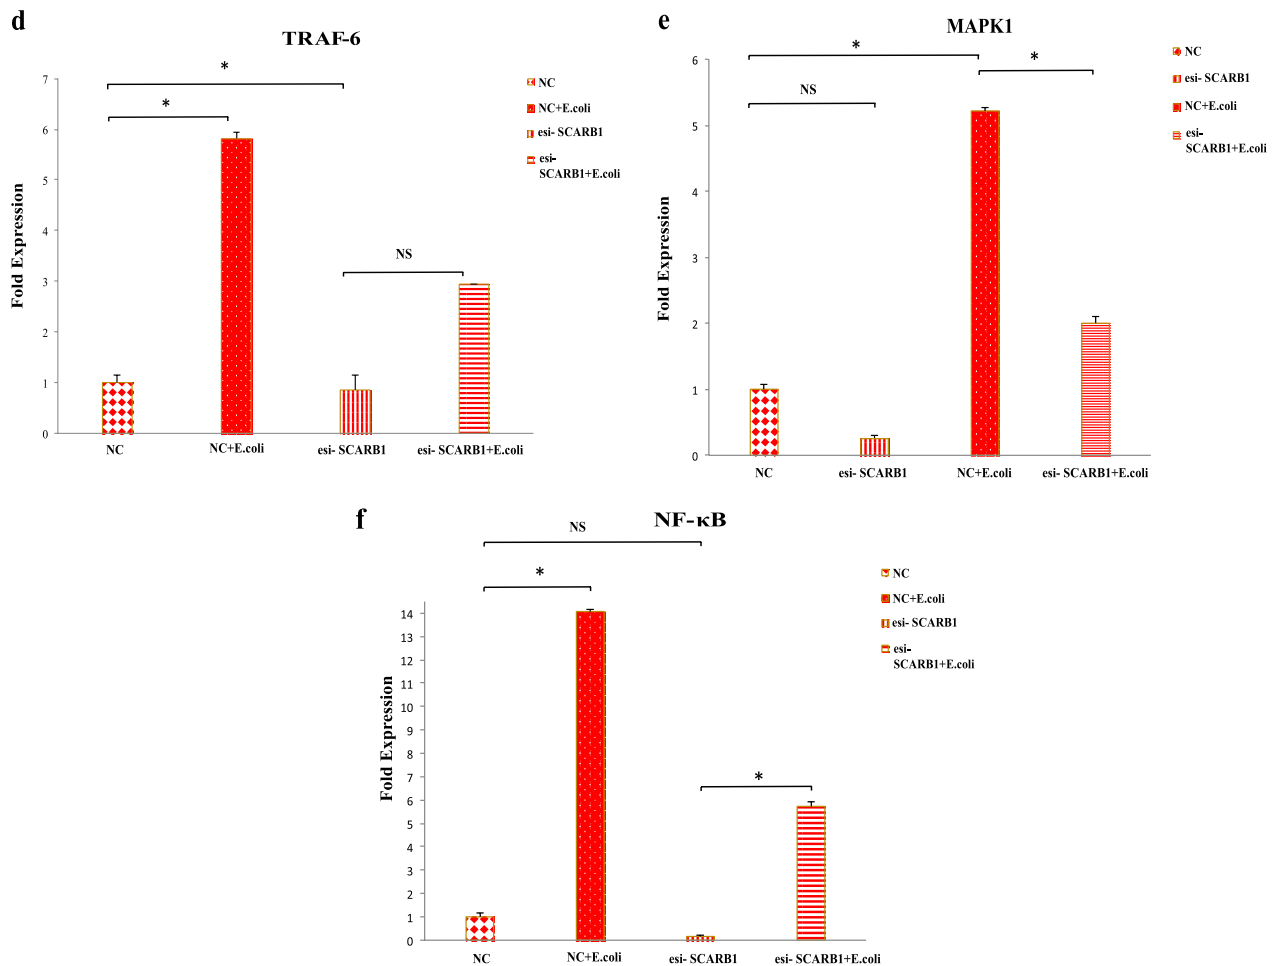 d
TRAF-6
*
*
NS
7
6
5
4
3
2
1
0
Fold Expression
NC
NC+E.coli
esi- SCARB1
esi- SCARB1+E.coli
NC
NC+E.coli
esi- SCARB1
esi-
SCARB1+E.coli
e
MAPK1
*
*
NS
6
5
4
3
2
1
0
Fold Expression
NC
esi- SCARB1
NC+E.coli
esi- SCARB1+E.coli
NC
esi- SCARB1
NC+E.coli
esi-
SCARB1+E.coli
f
NF-κB
NS
*
*
14
13
12
11
10
9
8
7
6
5
4
3
2
1
0
Fold Expression
NC
NC+E.coli
esi- SCARB1
esi- SCARB1+E.coli
NC
NC+E.coli
esi- SCARB1
esi-
SCARB1+E.coli